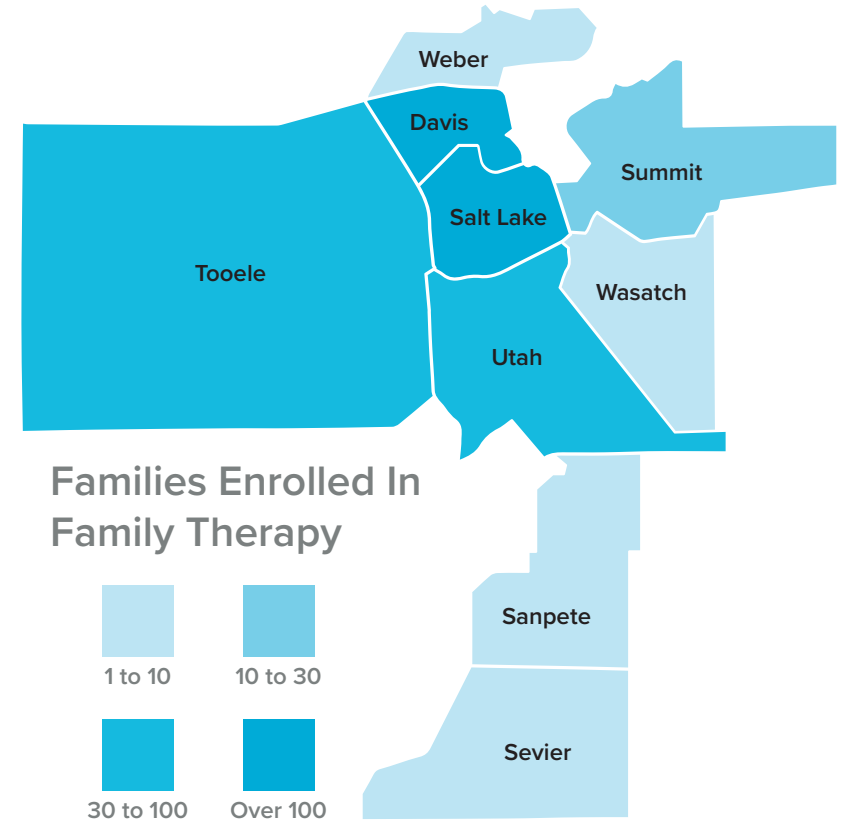 Weber
Davis
Summit
Salt Lake
Tooele
Wasatch
Utah
Families Enrolled In
Family Therapy
Sanpete
1 to 10
10 to 30
Sevier
30 to 100
Over 100